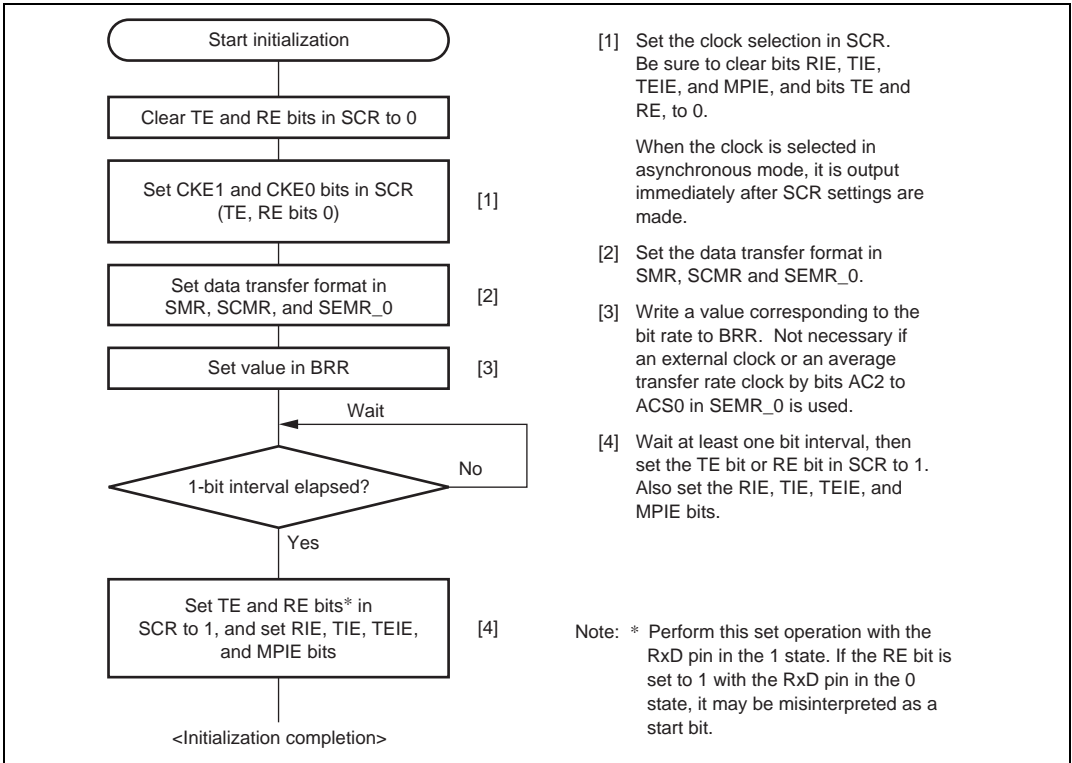 Start initialization
Clear TE and RE bits in SCR to 0
Set CKE1 and CKE0 bits in SCR
(TE, RE bits 0)
[1]
Set data transfer format in
SMR, SCMR, and SEMR_0
[2]
Set value in BRR
[3]
Wait
1-bit interval elapsed?
No
Yes
Set TE and RE bits* in
SCR to 1, and set RIE, TIE, TEIE,
and MPIE bits
[4]
<Initialization completion>
[1] Set the clock selection in SCR.
Be sure to clear bits RIE, TIE,
TEIE, and MPIE, and bits TE and
RE, to 0.
When the clock is selected in
asynchronous mode, it is output
immediately after SCR settings are
made.
[2] Set the data transfer format in
SMR, SCMR and SEMR_0.
[3] Write a value corresponding to the
bit rate to BRR. Not necessary if
an external clock or an average
transfer rate clock by bits AC2 to
ACS0 in SEMR_0 is used.
[4] Wait at least one bit interval, then
set the TE bit or RE bit in SCR to 1.
Also set the RIE, TIE, TEIE, and
MPIE bits.
Note: * Perform this set operation with the
RxD pin in the 1 state. If the RE bit is
set to 1 with the RxD pin in the 0
state, it may be misinterpreted as a
start bit.